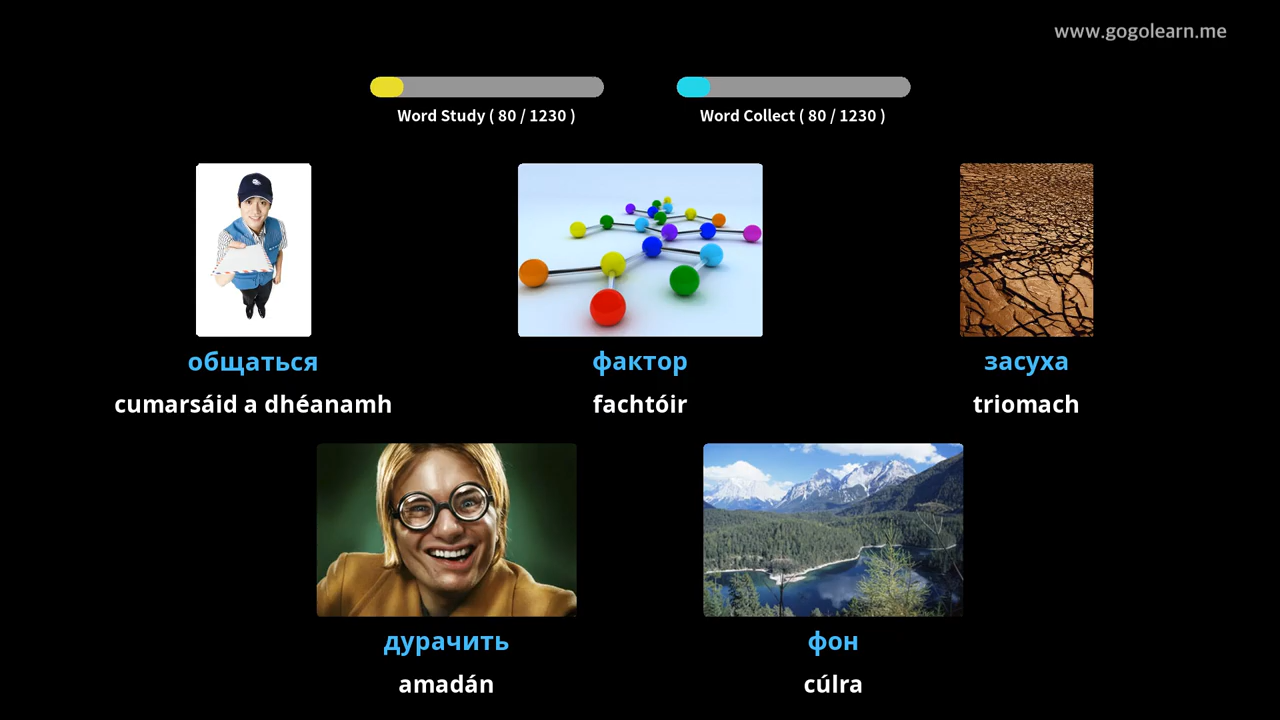 www.gogolearn.me
Word Study ( 80 / 1230 )
Word Collect ( 80 / 1230 )
общаться
фактор
засуха
cumarsáid a dhéanamh
fachtóir
triomach
дурачить
фон
amadán
cúlra